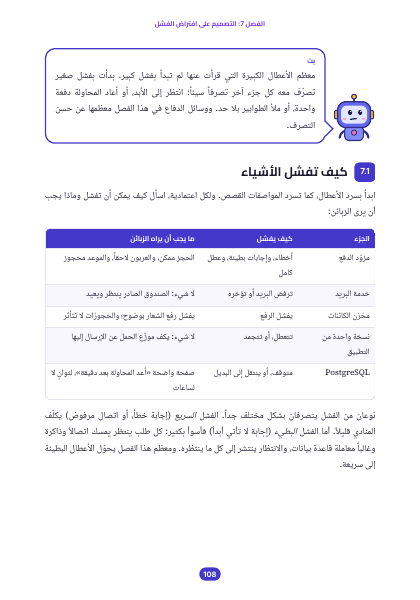 الفصل 7: التصميم على افتراض الفشل
بت
معظم الأعطال الكبيرة التي قرأت عنها لم تبدأ بفشل كبير. بدأت بفشل صغير
تصرّف معه كل جزء آخر تصرفاً سيئاً: انتظر إلى الأبد، أو أعاد المحاولة دفعة
واحدة، أو ملأ الطوابير بلا حد. ووسائل الدفاع في هذا الفصل معظمها عن حسن
التصرف.
7.1 كيف تفشل الأشياء
ابدأ بسرد الأعطال، كما تسرد المواصفات القصص. ولكل اعتمادية، اسأل كيف يمكن أن تفشل وماذا يجب
أن يرى الزبائن:
الجزء كيف يفشل ما يجب أن يراه الزبائن
مزوّد الدفع أخطاء، وإجابات بطيئة، وعطل الحجز ممكن، والعربون لاحقاً، والموعد محجوز
كامل
خدمة البريد ترفض البريد أو تؤخره لا شيء: الصندوق الصادر ينتظر ويعيد
مخزن الكائنات يفشل الرفع يفشل رفع الشعار بوضوح؛ والحجوزات لا تتأثر
نسخة واحدة من تتعطل، أو تتجمد لا شيء: يكف موزّع الحمل عن الإرسال إليها
التطبيق
PostgreSQL متوقف، أو ينتقل إلى البديل صفحة واضحة «أعد المحاولة بعد دقيقة»، لثوانٍ لا
لساعات
نوعان من الفشل يتصرفان بشكل مختلف جداً. الفشل السريع (إجابة خطأ، أو اتصال مرفوض) يكلّف
المنادي قليلاً. أما الفشل البطيء (إجابة لا تأتي أبداً) فأسوأ بكثير: كل طلب ينتظر يمسك اتصالاً وذاكرة
وغالباً معاملة قاعدة بيانات، والانتظار ينتشر إلى كل ما ينتظره. ومعظم هذا الفصل يحوّل الأعطال البطيئة
إلى سريعة.
108